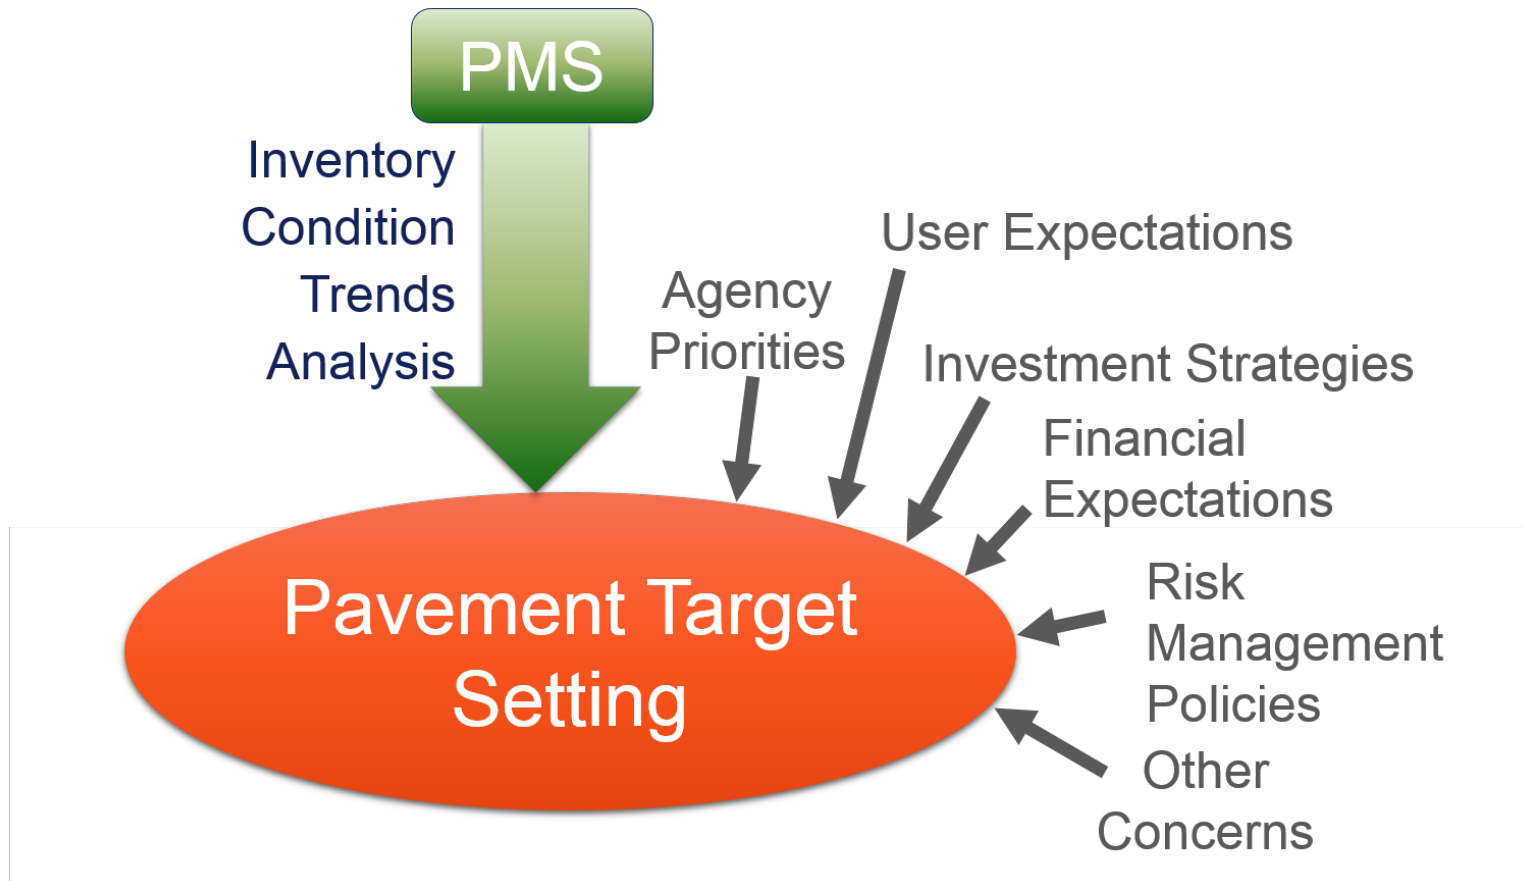 PMS
Inventory
Condition
Trends
Analysis
User Expectations
Agency
Priorities
Investment Strategies
Financial
Expectations
Risk
Management
Policies
Other
Concerns
Pavement Target
Setting